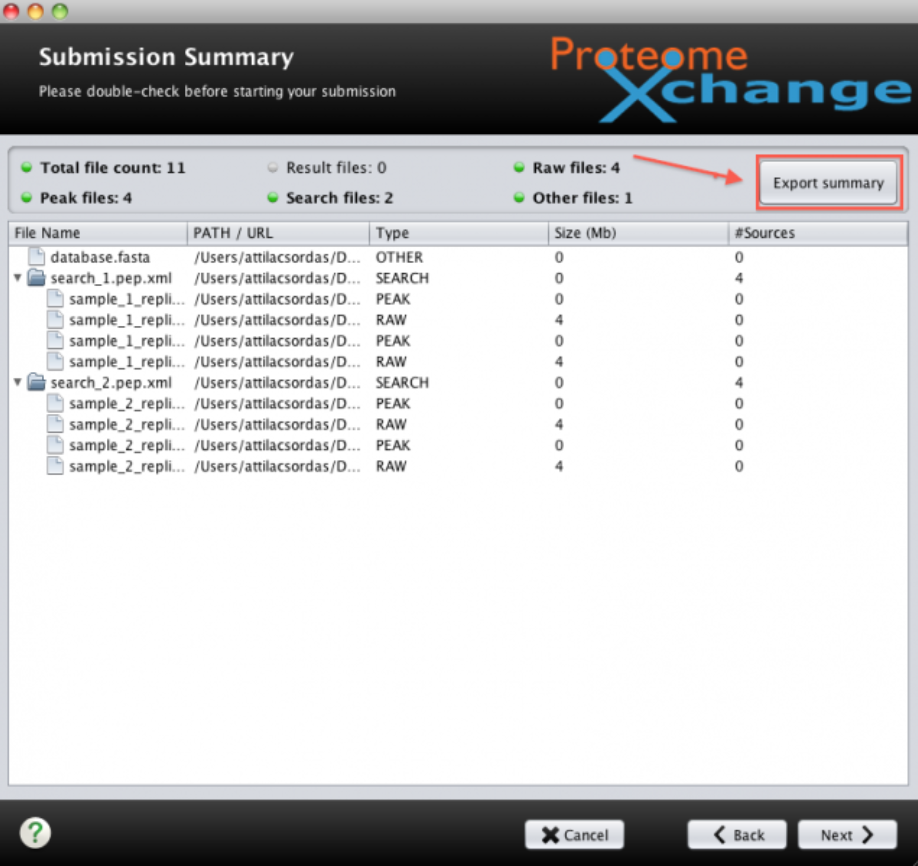 Submission Summary
Please double-check before starting your submission
Proteome
Xchange
Total file count: 11 Result files: 0 Raw files: 4
Peak files: 4 Search files: 2 Other files: 1
Export summary
File Name PATH / URL Type Size (Mb) #Sources
database.fasta /Users/attilacsordas/D... OTHER 0 0
search_1.pep.xml /Users/attilacsordas/D... SEARCH 0 4
sample_1_repli... /Users/attilacsordas/D... PEAK 0 0
sample_1_repli... /Users/attilacsordas/D... RAW 4 0
sample_1_repli... /Users/attilacsordas/D... PEAK 0 0
sample_1_repli... /Users/attilacsordas/D... RAW 4 0
search_2.pep.xml /Users/attilacsordas/D... SEARCH 0 4
sample_2_repli... /Users/attilacsordas/D... PEAK 0 0
sample_2_repli... /Users/attilacsordas/D... RAW 4 0
sample_2_repli... /Users/attilacsordas/D... PEAK 0 0
sample_2_repli... /Users/attilacsordas/D... RAW 4 0
? Cancel Back Next